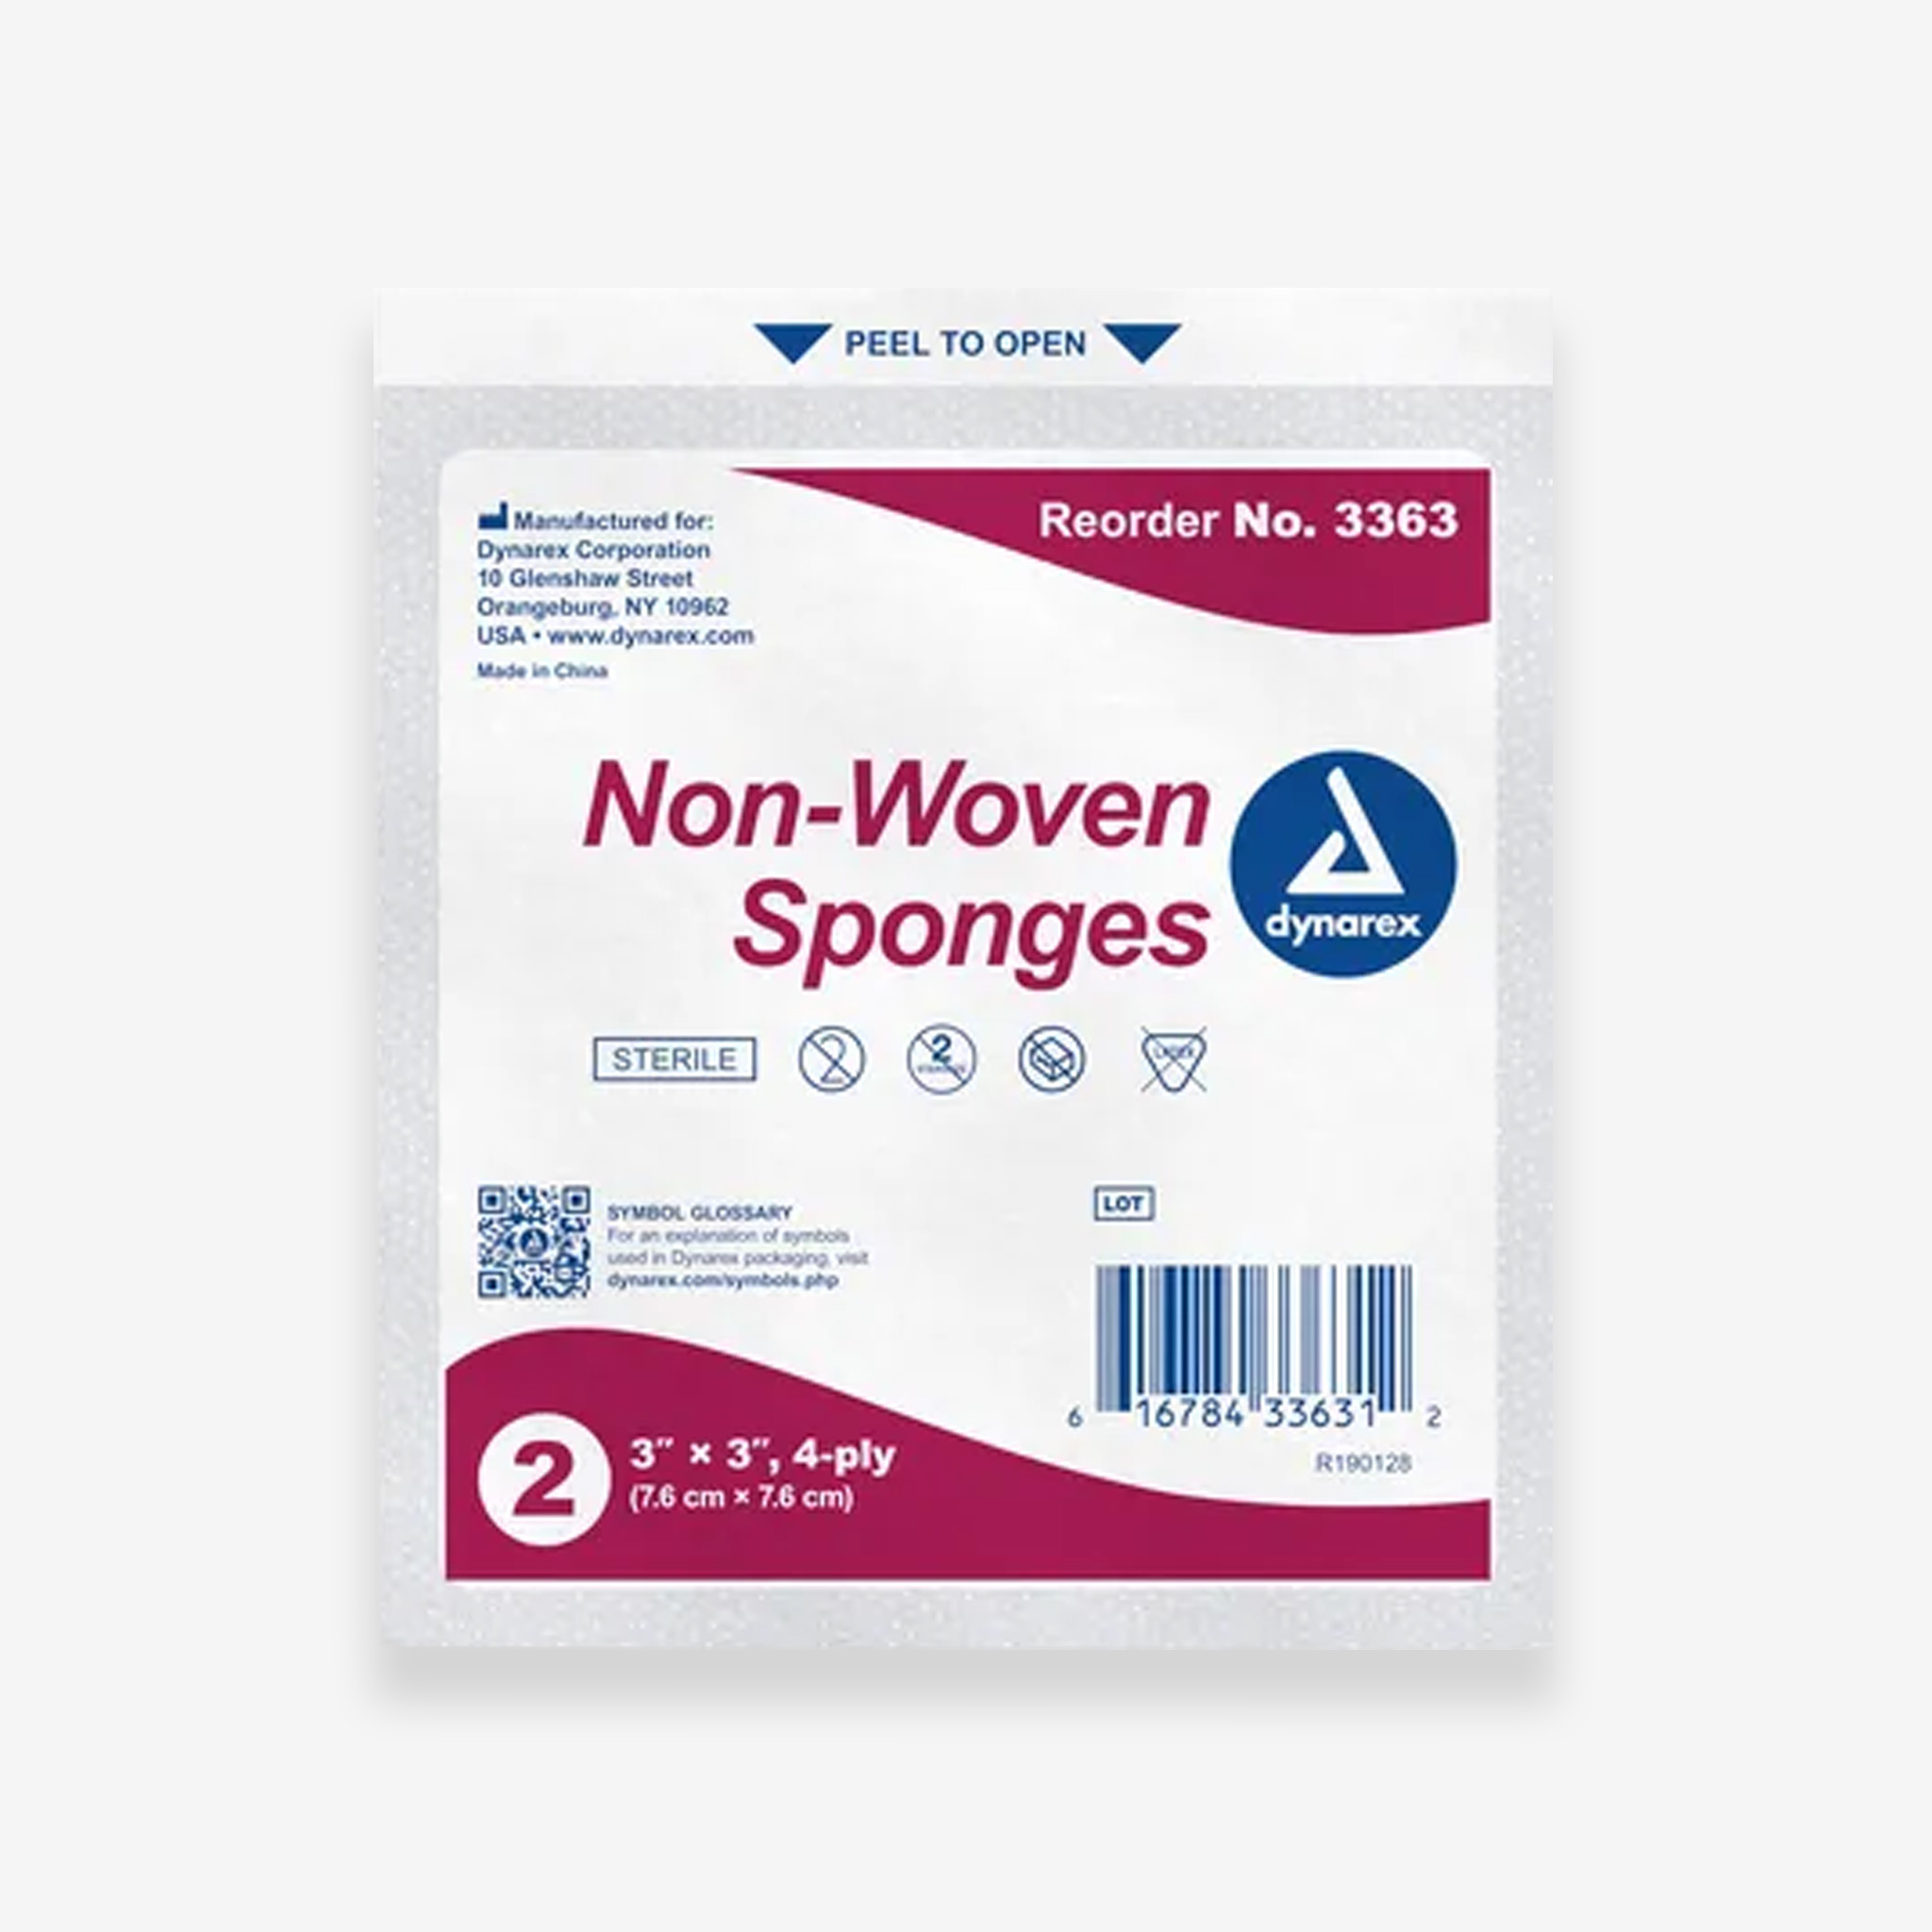 PEEL TO OPEN
Reorder No. 3363
Manufactured for:
Dynarex Corporation
10 Glenshaw Street
Orangeburg, NY 10962
USA • www.dynarex.com
Made in China
Non-Woven
Sponges
dynarex
STERILE
2
2
LATEX
SYMBOL GLOSSARY
For an explanation of symbols
used in Dynarex packaging, visit
dynarex.com/symbols.php
LOT
6 16784 33631 2
R190128
2
3″ × 3″, 4-ply
(7.6 cm × 7.6 cm)